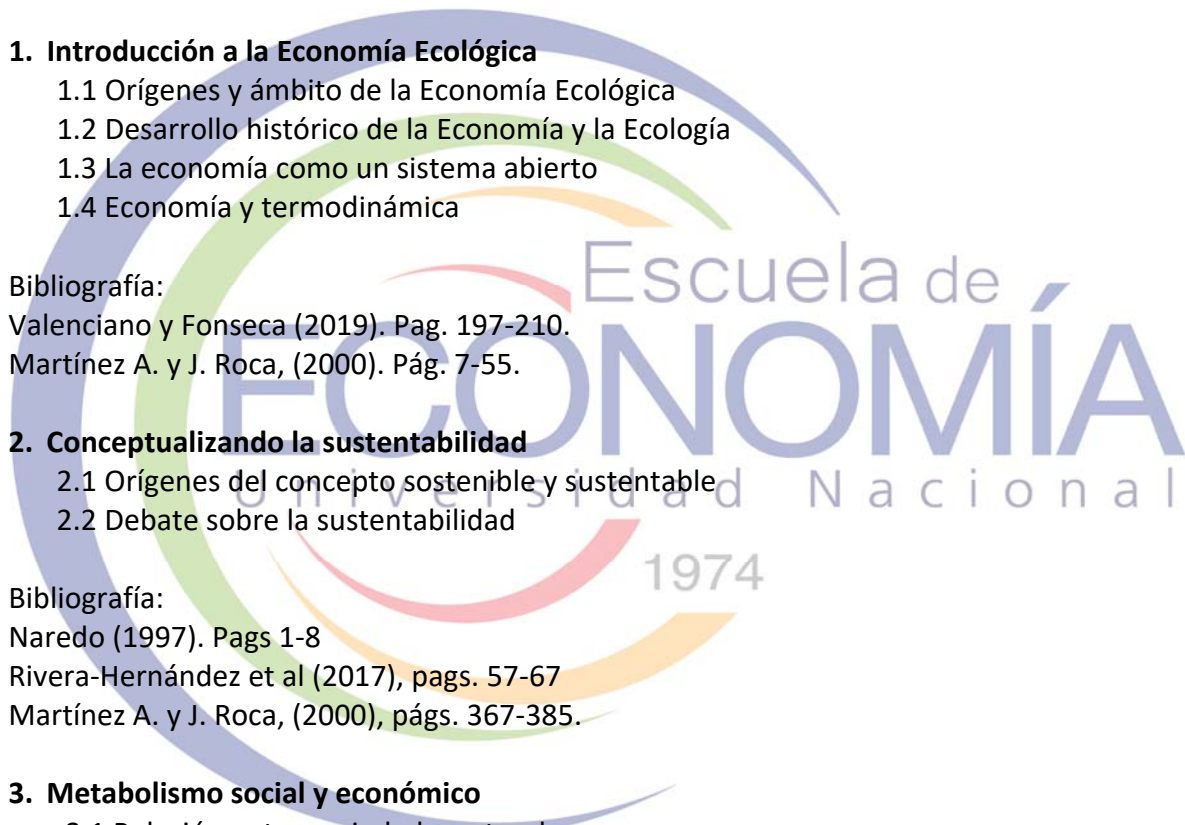 1. Introducción a la Economía Ecológica
1.1 Orígenes y ámbito de la Economía Ecológica
1.2 Desarrollo histórico de la Economía y la Ecología
1.3 La economía como un sistema abierto
1.4 Economía y termodinámica
Bibliografía:
Valenciano y Fonseca (2019). Pag. 197-210.
Martínez A. y J. Roca, (2000). Pág. 7-55.
Escuela de
ECONOMÍA
Universidad Nacional
1974
2. Conceptualizando la sustentabilidad
2.1 Orígenes del concepto sostenible y sustentable
2.2 Debate sobre la sustentabilidad
Bibliografía:
Naredo (1997). Pags 1-8
Rivera-Hernández et al (2017), pags. 57-67
Martínez A. y J. Roca, (2000), págs. 367-385.
3. Metabolismo social y económico